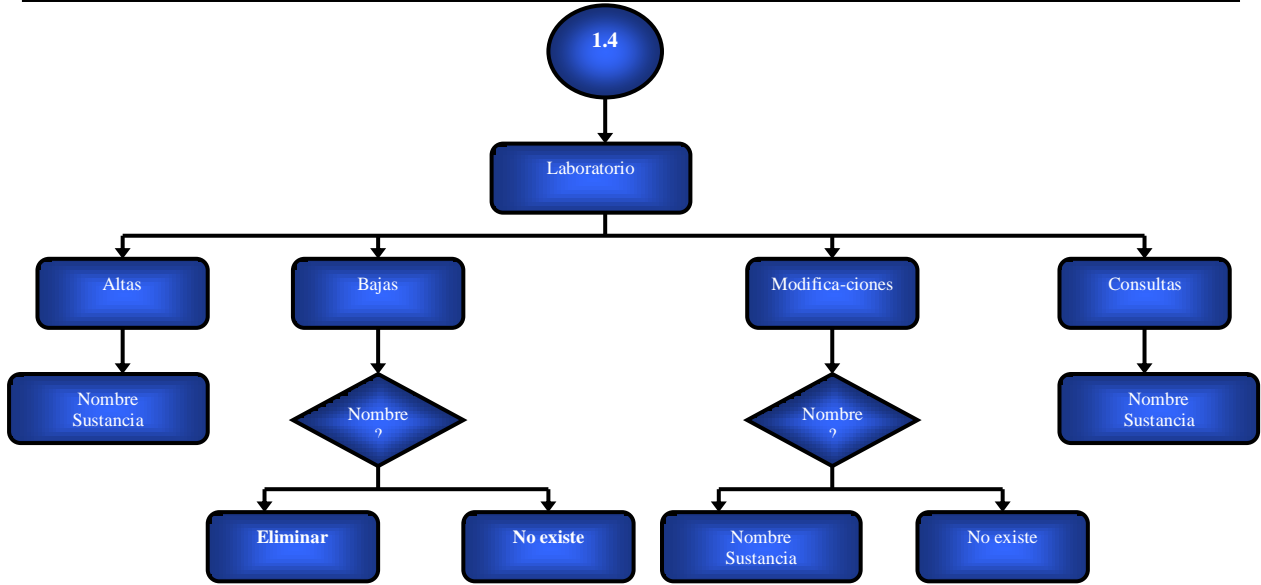 1.4
Laboratorio
Altas
Bajas
Modifica-ciones
Consultas
Nombre
Sustancia
Nombre
?
Nombre
?
Nombre
Sustancia
Eliminar
No existe
Nombre
Sustancia
No existe